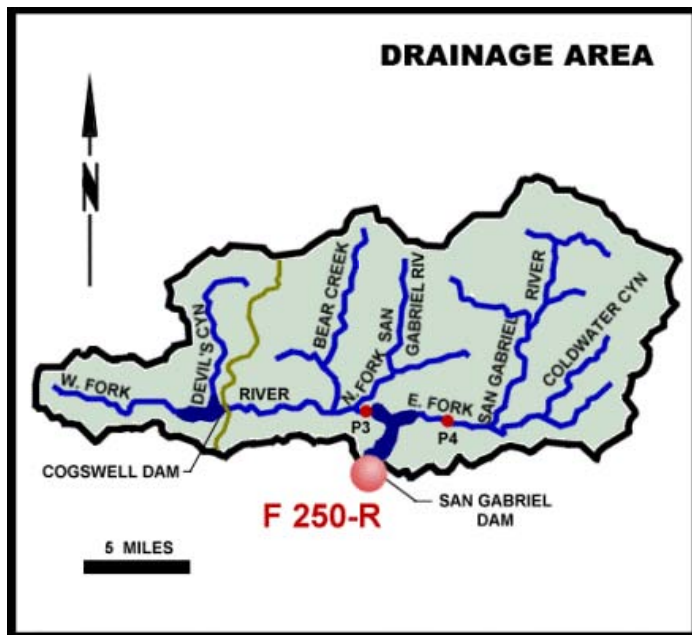 DRAINAGE AREA
N
W. FORK
DEVIL'S CYN
RIVER
BEAR CREEK
N. FORK SAN
GABRIEL RIV
E. FORK
SAN GABRIEL
RIVER
COLDWATER CYN
P3
P4
COGSWELL DAM
SAN GABRIEL
DAM
F 250-R
5 MILES